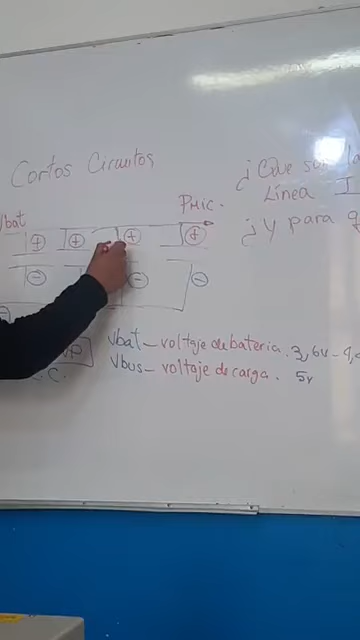 Cortos Circuitos
¿Que son la
Línea I
¿Y para q
Vbat
PMIC.
+ + + +
- - -
Vbat - voltaje de bateria. 3,6v - 4,
Vbus - voltaje de carga. 5v
C.